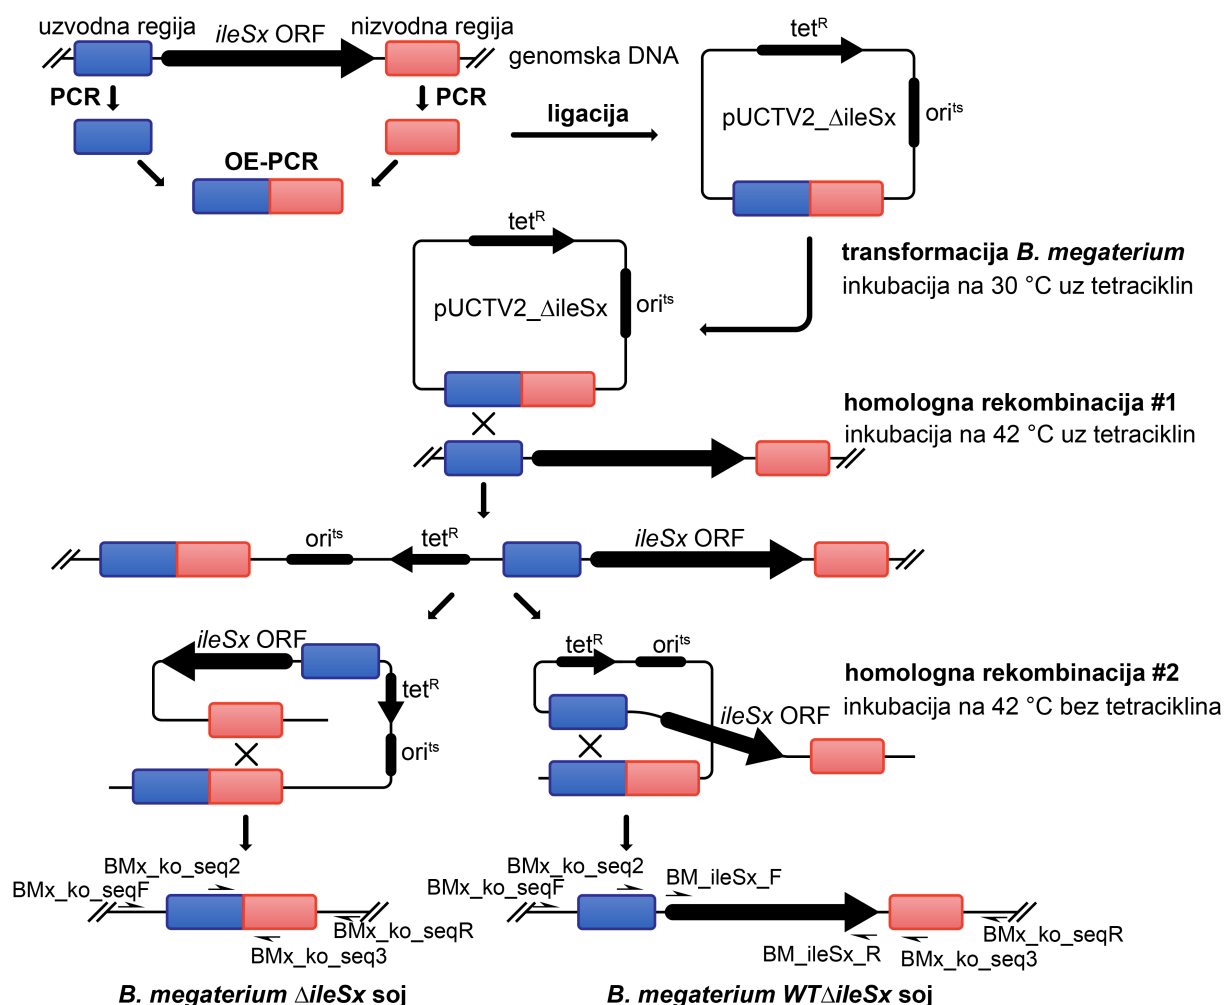 uzvodna regija
ileSx ORF
nizvodna regija
genomska DNA
PCR
PCR
ligacija
OE-PCR
tetᴿ
pUCTV2_ΔileSx
oriᵗˢ
transformacija B. megaterium
inkubacija na 30 °C uz tetraciklin
tetᴿ
pUCTV2_ΔileSx
oriᵗˢ
homologna rekombinacija #1
inkubacija na 42 °C uz tetraciklin
oriᵗˢ
tetᴿ
ileSx ORF
ileSx ORF
tetᴿ
oriᵗˢ
tetᴿ
oriᵗˢ
ileSx ORF
homologna rekombinacija #2
inkubacija na 42 °C bez tetraciklina
BMx_ko_seq2
BMx_ko_seqF
BMx_ko_seqR
BMx_ko_seq3
BMx_ko_seq2
BMx_ko_seqF
BM_ileSx_F
BM_ileSx_R
BMx_ko_seqR
BMx_ko_seq3
B. megaterium ΔileSx soj
B. megaterium WTΔileSx soj